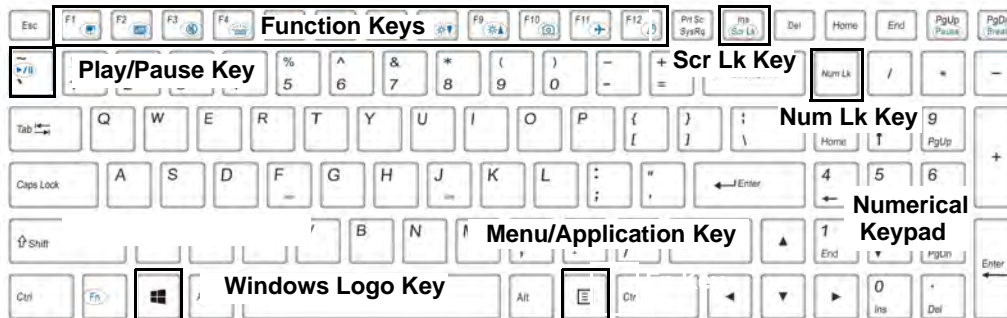 Esc F1 F2 F3 F4 Function Keys F9 F10 F11 F12 Prt Sc SysRq Ins Scr Lk Del Home End PgUp Pause PgDn Break
~ ` Play/Pause Key % 5 ^ 6 & 7 * 8 ( 9 ) 0 _ - + = Scr Lk Key Num Lk / * -
Tab Q W E R T Y U I O P { [ } ] \ Num Lk Key Home 9 PgUp
Caps Lock A S D F G H J K L : ; " ' Enter 4 5 6 +
Shift B N Menu/Application Key 1 End Numerical Keypad PgDn Enter
Ctrl Fn Windows Logo Key Alt Ctr 0 Ins . Del